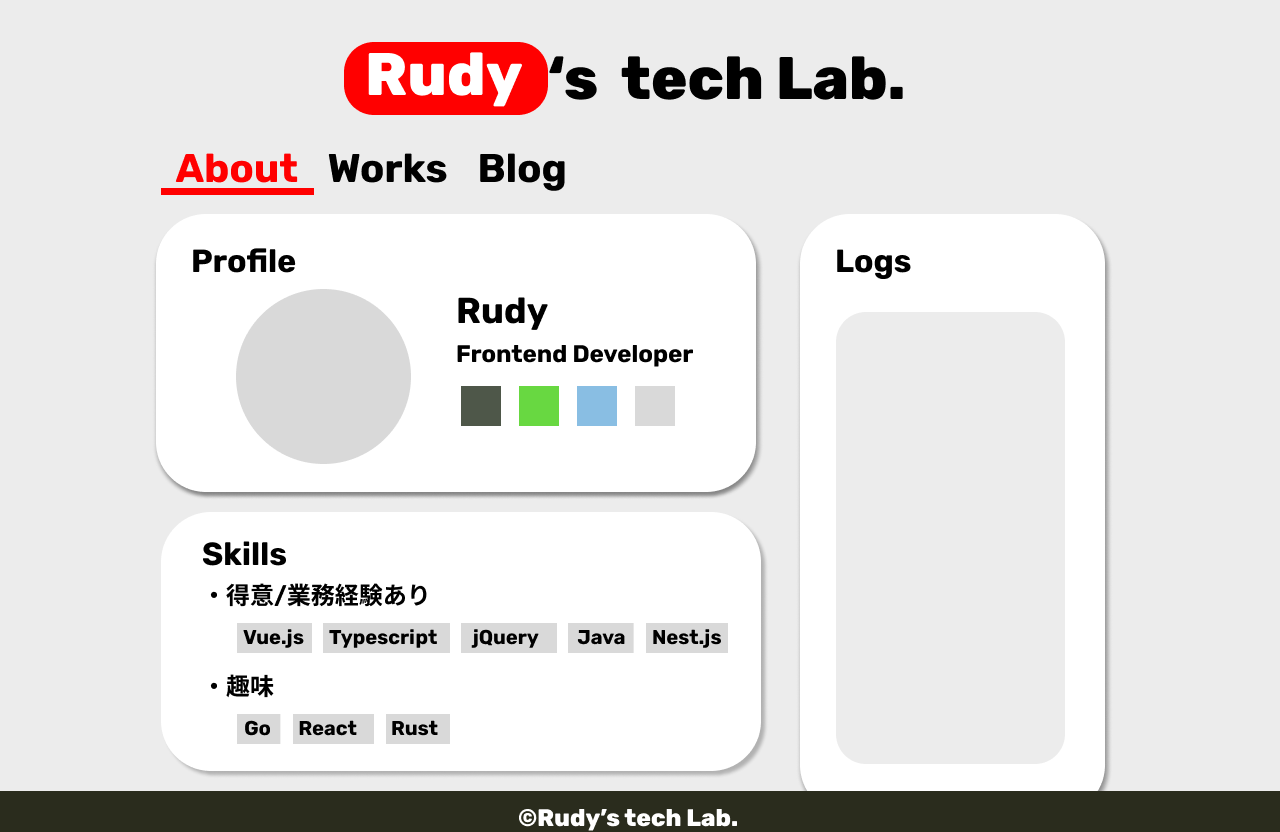 Rudy‘s tech Lab.
About Works Blog
Profile
Rudy
Frontend Developer
Skills
・得意/業務経験あり
Vue.js Typescript jQuery Java Nest.js
・趣味
Go React Rust
Logs
©Rudy’s tech Lab.